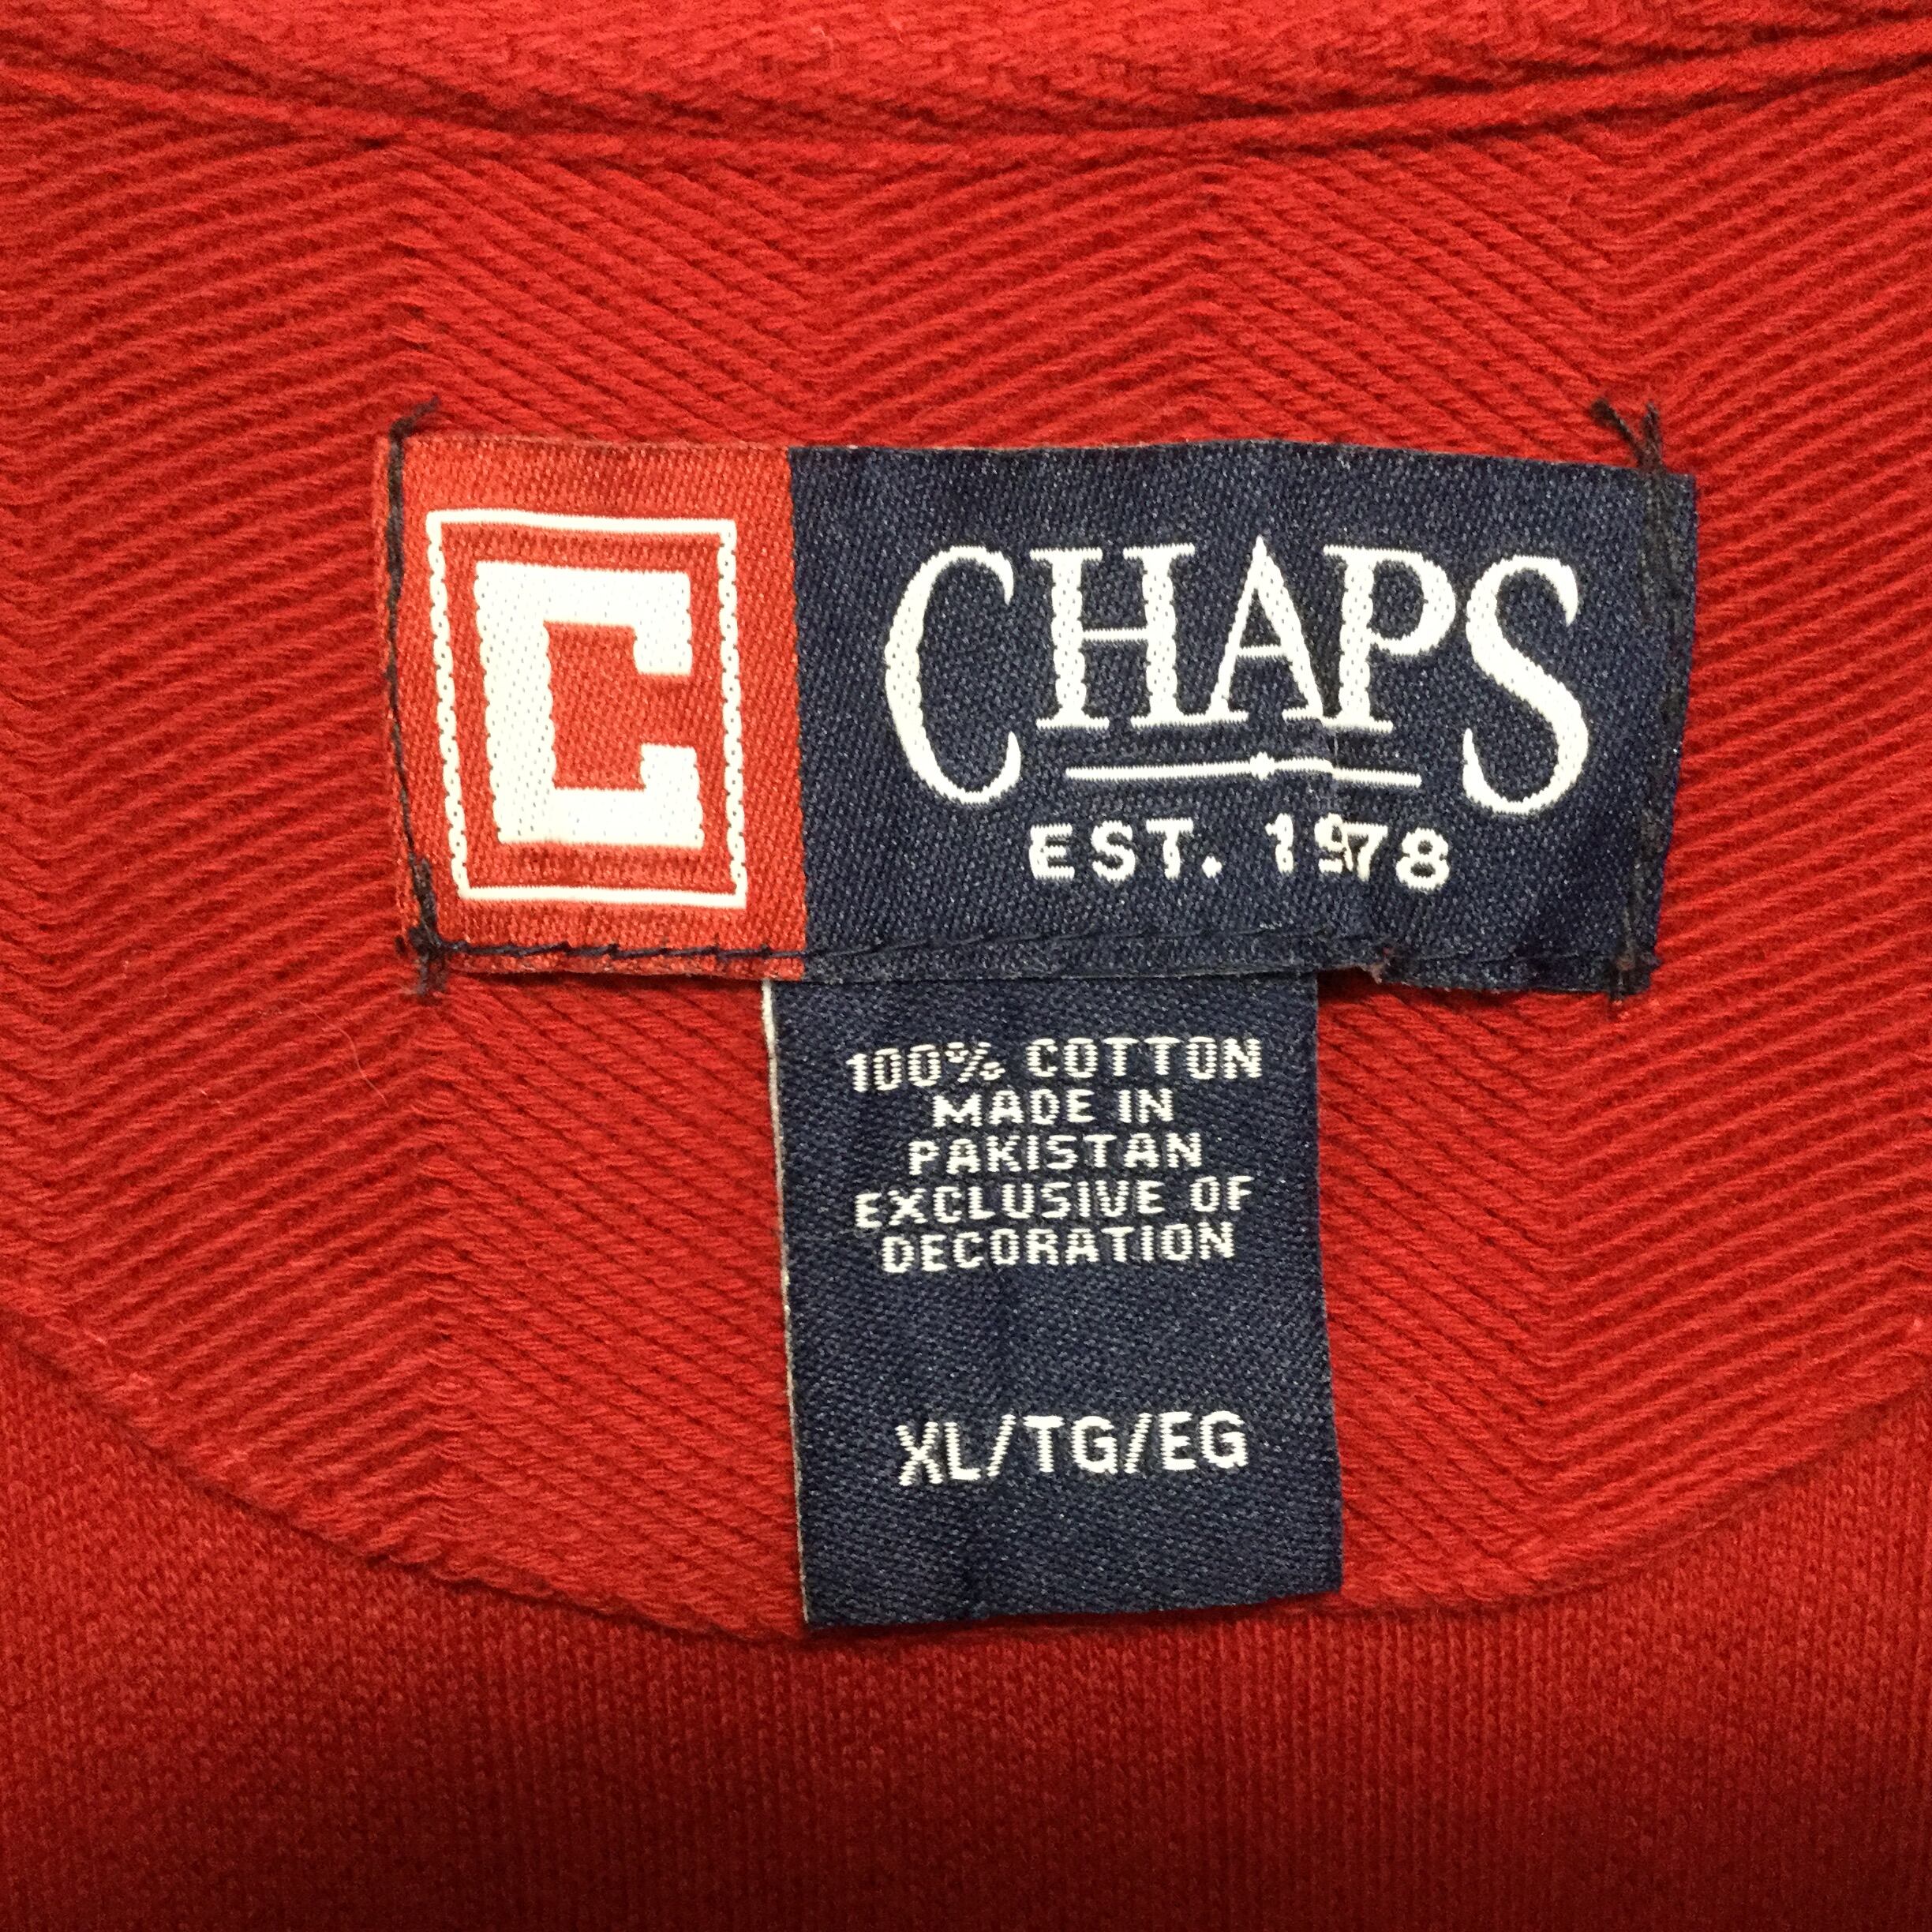 C
CHAPS
EST. 1978
100% COTTON
MADE IN
PAKISTAN
EXCLUSIVE OF
DECORATION
XL/TG/EG